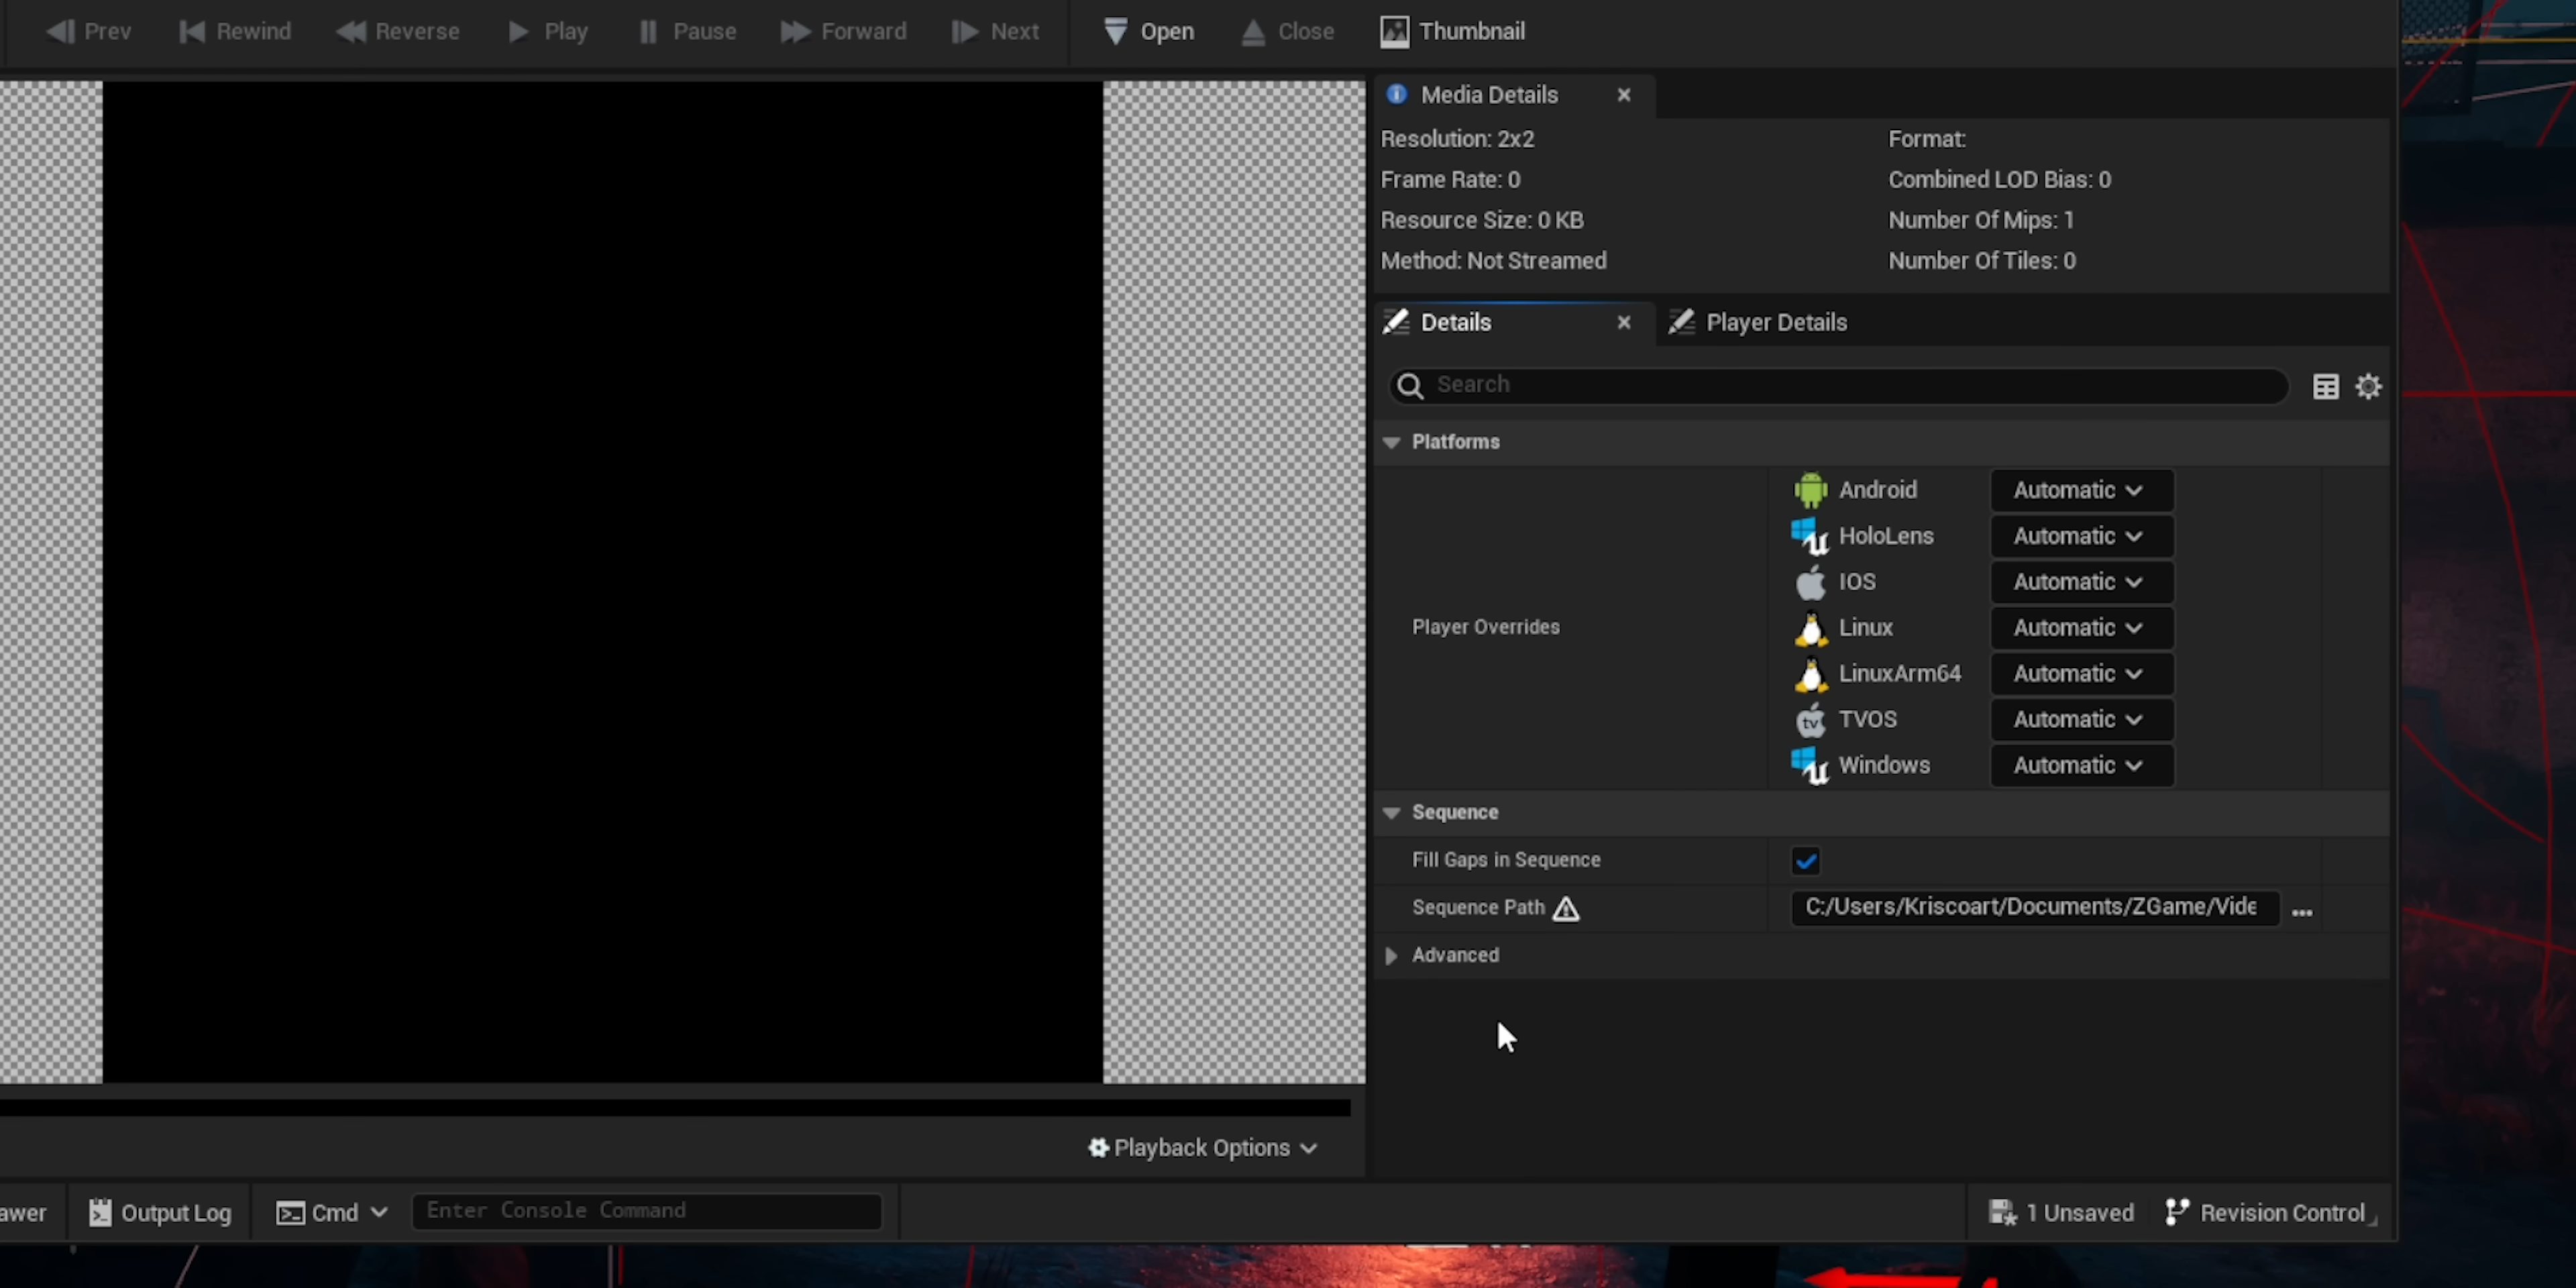 Prev Rewind Reverse Play Pause Forward Next Open Close Thumbnail
Media Details
Resolution: 2x2
Format:
Frame Rate: 0
Combined LOD Bias: 0
Resource Size: 0 KB
Number Of Mips: 1
Method: Not Streamed
Number Of Tiles: 0
Details
Player Details
Search
Platforms
Player Overrides
Android Automatic
HoloLens Automatic
IOS Automatic
Linux Automatic
LinuxArm64 Automatic
TVOS Automatic
Windows Automatic
Sequence
Fill Gaps in Sequence
Sequence Path C:/Users/Kriscoart/Documents/ZGame/Vide ...
Advanced
Playback Options
awer Output Log Cmd Enter Console Command 1 Unsaved Revision Control